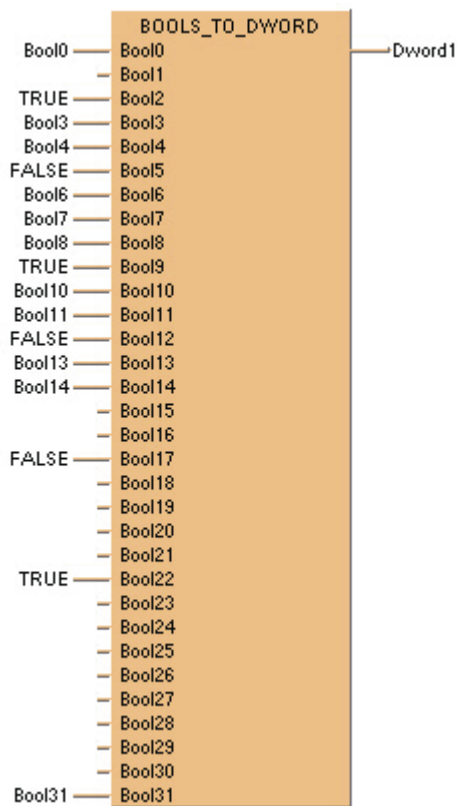 BOOLS_TO_DWORD
Bool0 Bool0 Dword1
Bool1
TRUE Bool2
Bool3 Bool3
Bool4 Bool4
FALSE Bool5
Bool6 Bool6
Bool7 Bool7
Bool8 Bool8
TRUE Bool9
Bool10 Bool10
Bool11 Bool11
FALSE Bool12
Bool13 Bool13
Bool14 Bool14
Bool15
Bool16
FALSE Bool17
Bool18
Bool19
Bool20
Bool21
TRUE Bool22
Bool23
Bool24
Bool25
Bool26
Bool27
Bool28
Bool29
Bool30
Bool31 Bool31